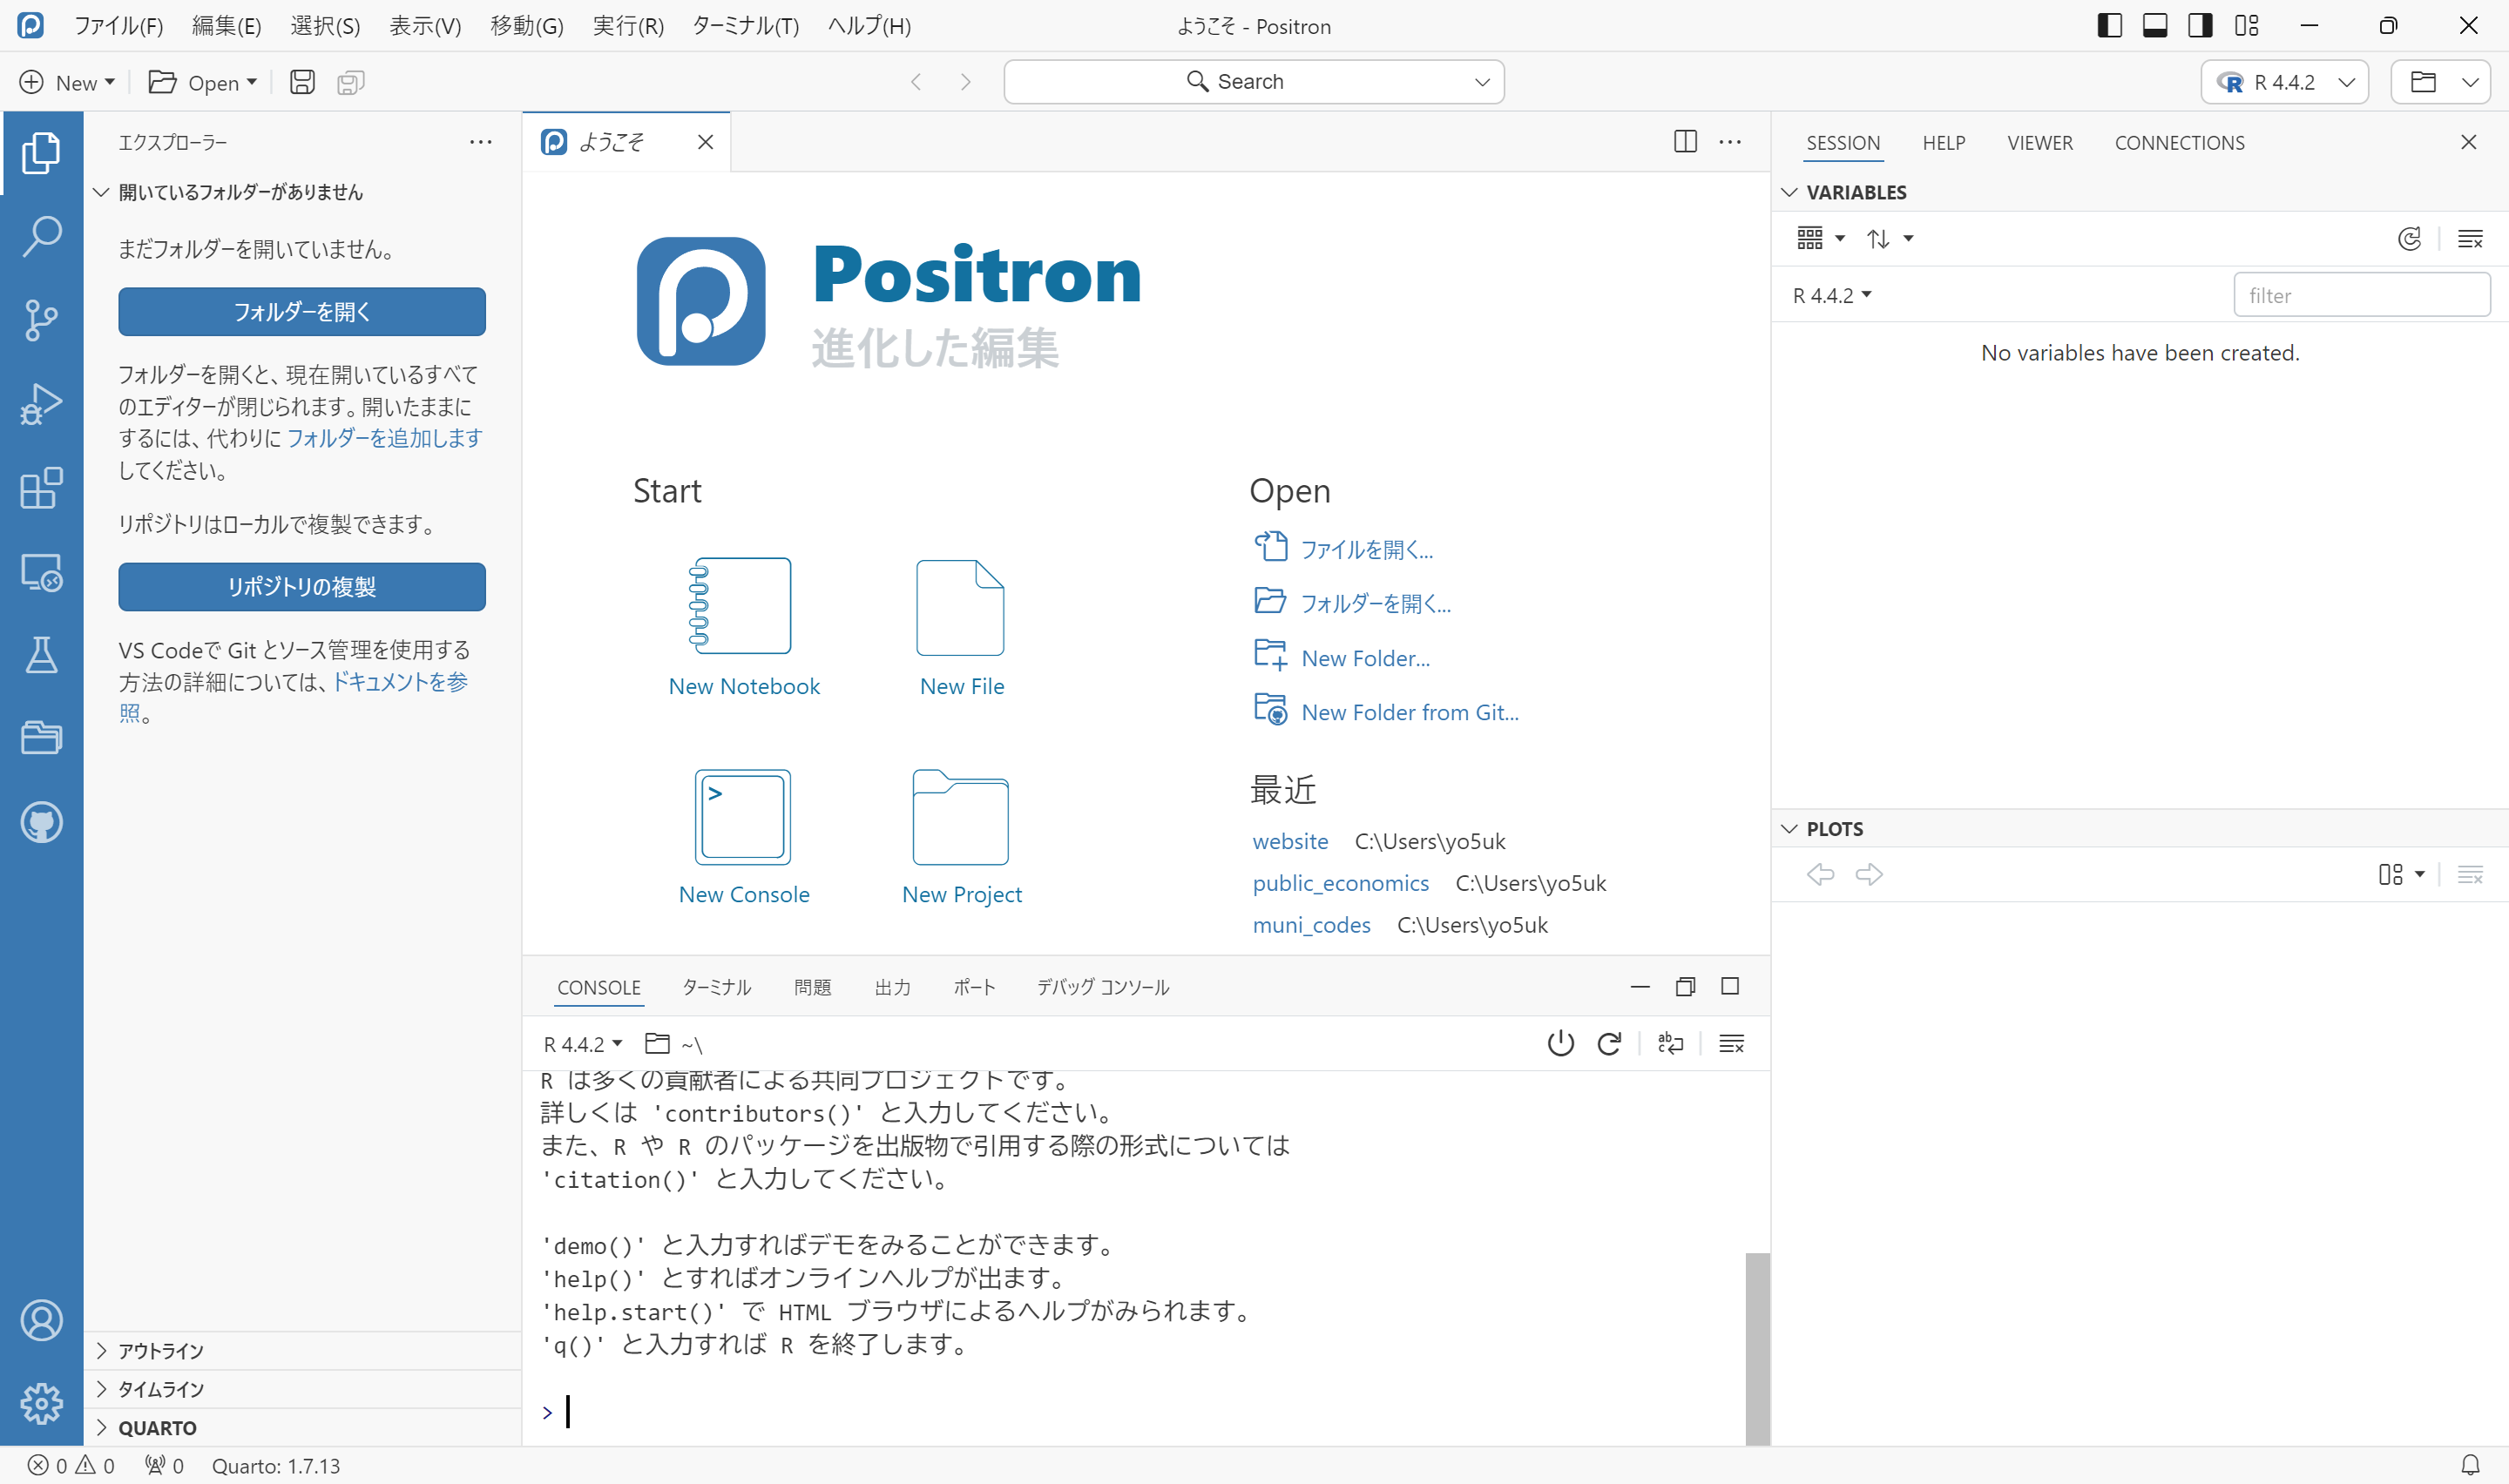 ファイル(F) 編集(E) 選択(S) 表示(V) 移動(G) 実行(R) ターミナル(T) ヘルプ(H)
ようこそ - Positron
New
Open
Search
R 4.4.2
エクスプローラー
開いているフォルダーがありません
まだフォルダーを開いていません。
フォルダーを開く
フォルダーを開くと、現在開いているすべて
のエディターが閉じられます。開いたままに
するには、代わりに フォルダーを追加します
してください。
リポジトリはローカルで複製できます。
リポジトリの複製
VS Codeで Git とソース管理を使用する
方法の詳細については、ドキュメントを参
照。
アウトライン
タイムライン
QUARTO
ようこそ
Positron
進化した編集
Start
New Notebook
New File
New Console
New Project
Open
ファイルを開く...
フォルダーを開く...
New Folder...
New Folder from Git...
最近
website C:\Users\yo5uk
public_economics C:\Users\yo5uk
muni_codes C:\Users\yo5uk
CONSOLE ターミナル 問題 出力 ポート デバッグ コンソール
R 4.4.2 ~\
R は多くの貢献者による共同プロジェクトです。
詳しくは 'contributors()' と入力してください。
また、R や R のパッケージを出版物で引用する際の形式については
'citation()' と入力してください。
'demo()' と入力すればデモをみることができます。
'help()' とすればオンラインヘルプが出ます。
'help.start()' で HTML ブラウザによるヘルプがみられます。
'q()' と入力すれば R を終了します。
>
SESSION HELP VIEWER CONNECTIONS
VARIABLES
R 4.4.2
filter
No variables have been created.
PLOTS
0 0 0 Quarto: 1.7.13